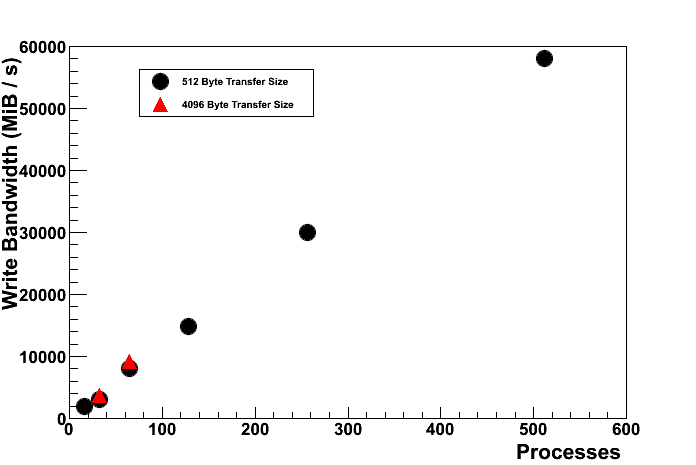 60000
50000
40000
30000
20000
10000
0
Write Bandwidth (MiB / s)
512 Byte Transfer Size
4096 Byte Transfer Size
0 100 200 300 400 500 600
Processes